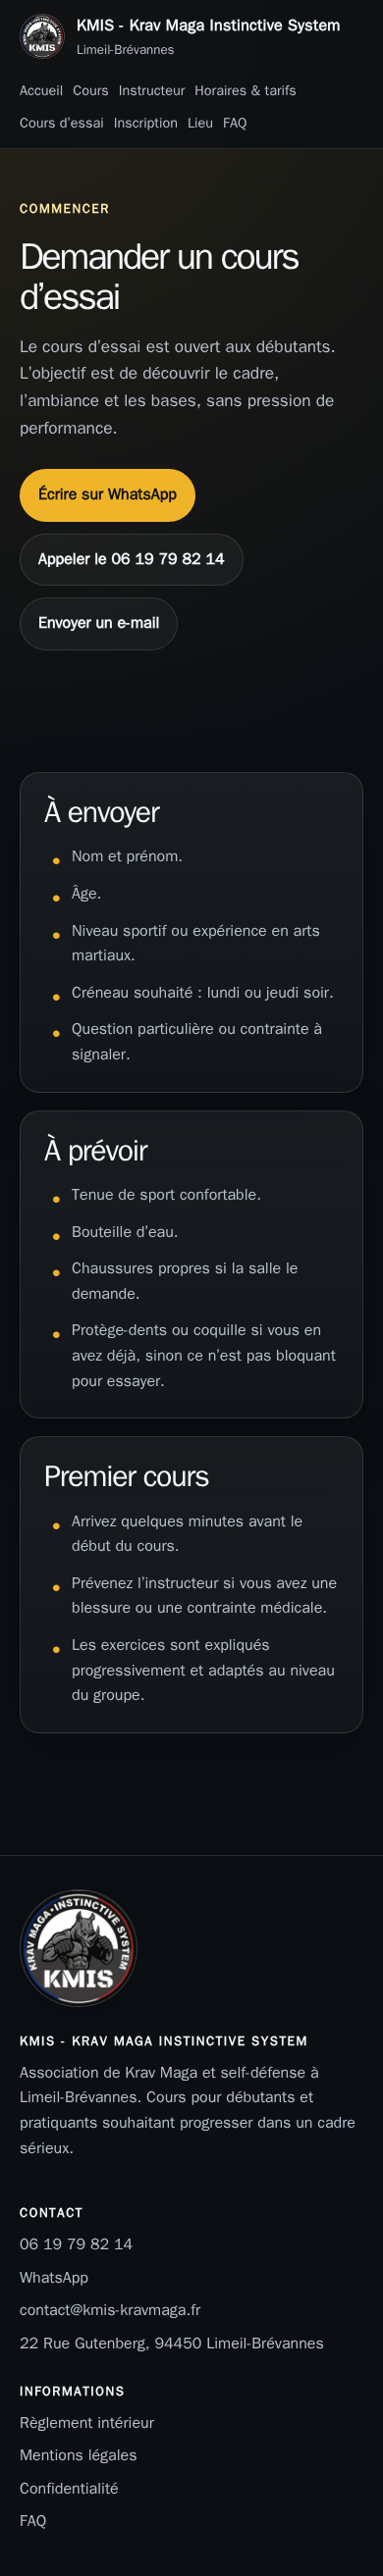 KMIS - Krav Maga Instinctive System
Limeil-Brévannes
Accueil Cours Instructeur Horaires & tarifs
Cours d'essai Inscription Lieu FAQ
COMMENCER
Demander un cours
d'essai
Le cours d'essai est ouvert aux débutants.
L'objectif est de découvrir le cadre,
l'ambiance et les bases, sans pression de
performance.
Écrire sur WhatsApp
Appeler le 06 19 79 82 14
Envoyer un e-mail
À envoyer
Nom et prénom.
Âge.
Niveau sportif ou expérience en arts
martiaux.
Créneau souhaité : lundi ou jeudi soir.
Question particulière ou contrainte à
signaler.
À prévoir
Tenue de sport confortable.
Bouteille d'eau.
Chaussures propres si la salle le
demande.
Protège-dents ou coquille si vous en
avez déjà, sinon ce n'est pas bloquant
pour essayer.
Premier cours
Arrivez quelques minutes avant le
début du cours.
Prévenez l'instructeur si vous avez une
blessure ou une contrainte médicale.
Les exercices sont expliqués
progressivement et adaptés au niveau
du groupe.
KRAV MAGA • INSTINCTIVE SYSTEM
KMIS
KMIS - KRAV MAGA INSTINCTIVE SYSTEM
Association de Krav Maga et self-défense à
Limeil-Brévannes. Cours pour débutants et
pratiquants souhaitant progresser dans un cadre
sérieux.
CONTACT
06 19 79 82 14
WhatsApp
contact@kmis-kravmaga.fr
22 Rue Gutenberg, 94450 Limeil-Brévannes
INFORMATIONS
Règlement intérieur
Mentions légales
Confidentialité
FAQ